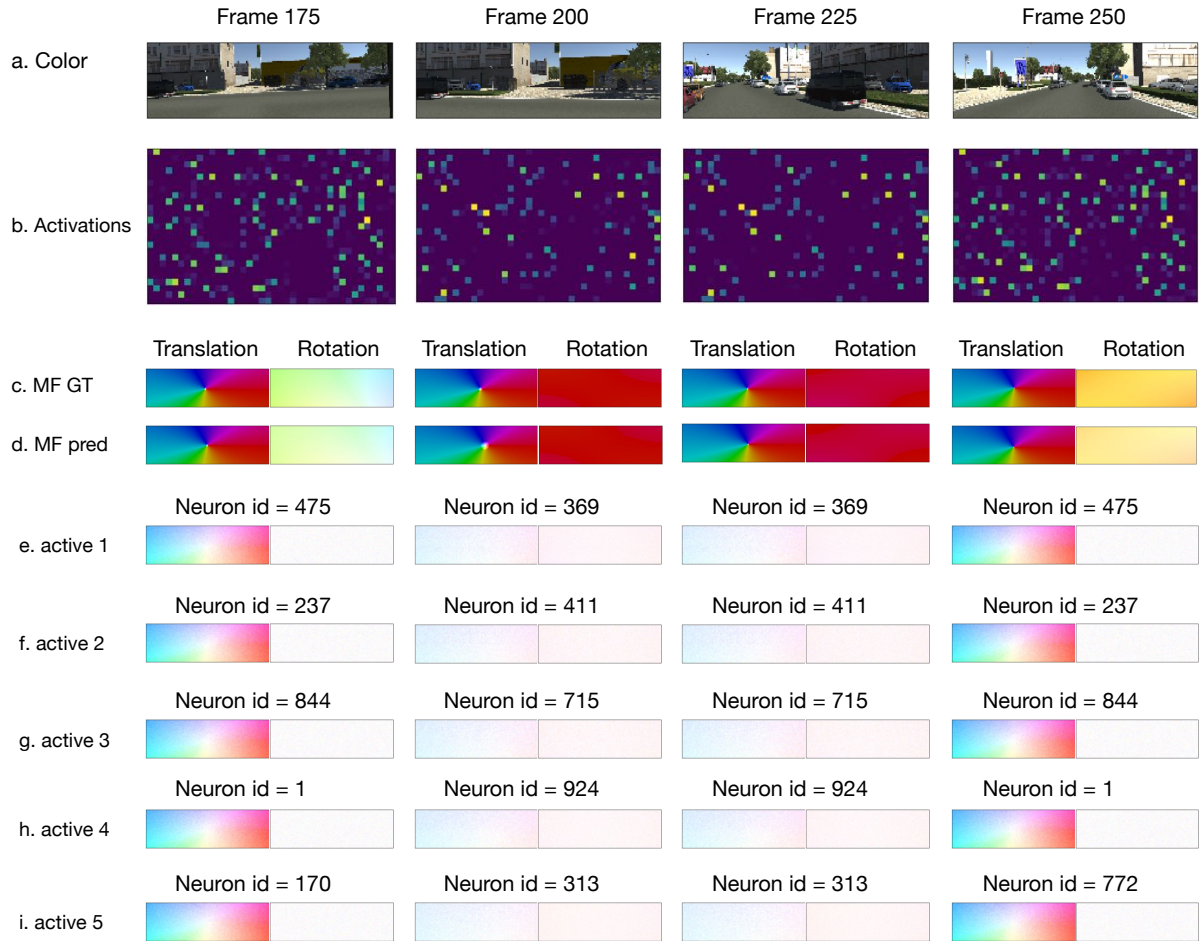 Frame 175 Frame 200 Frame 225 Frame 250
a. Color
b. Activations
Translation Rotation Translation Rotation Translation Rotation Translation Rotation
c. MF GT
d. MF pred
Neuron id = 475 Neuron id = 369 Neuron id = 369 Neuron id = 475
e. active 1
Neuron id = 237 Neuron id = 411 Neuron id = 411 Neuron id = 237
f. active 2
Neuron id = 844 Neuron id = 715 Neuron id = 715 Neuron id = 844
g. active 3
Neuron id = 1 Neuron id = 924 Neuron id = 924 Neuron id = 1
h. active 4
Neuron id = 170 Neuron id = 313 Neuron id = 313 Neuron id = 772
i. active 5